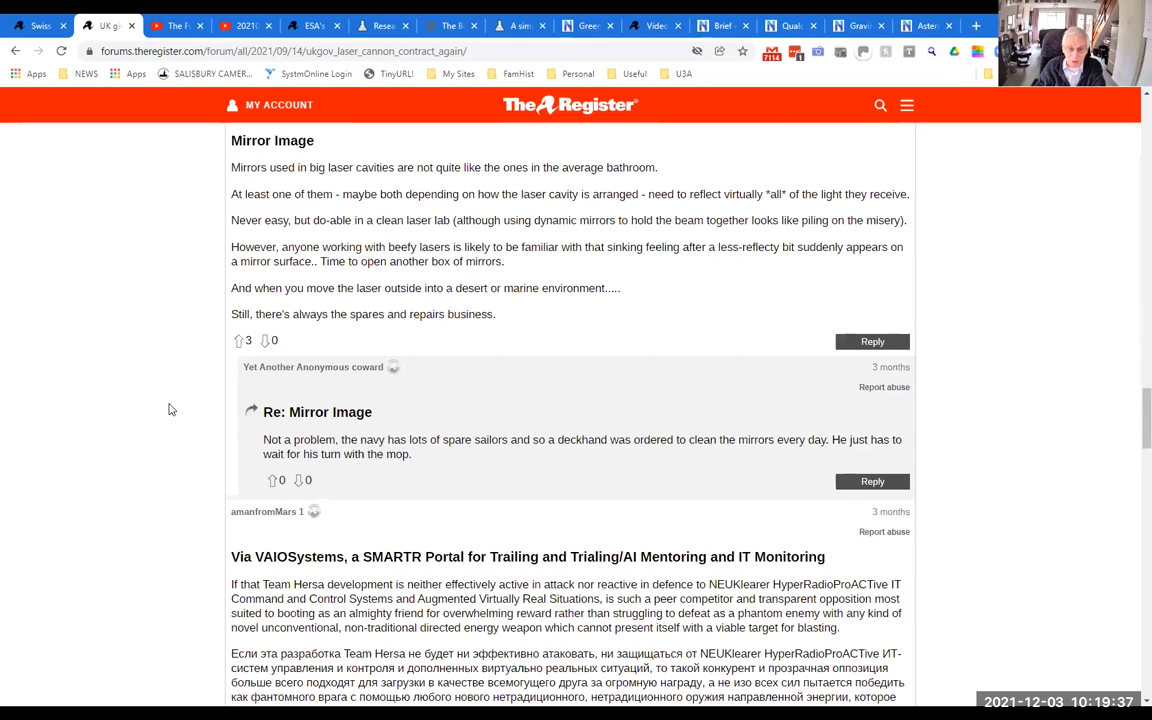 Swiss
UK gi
The F
20210
ESA's
Resea
The B
A sim
Green
Video
Brief
Qualc
Gravit
Aster
forums.theregister.com/forum/all/2021/09/14/ukgov_laser_cannon_contract_again/
7114
1
Apps
NEWS
Apps
SALISBURY CAMER...
SystmOnline Login
TinyURL!
My Sites
FamHist
Personal
Useful
U3A
MY ACCOUNT
The Register
Mirror Image
Mirrors used in big laser cavities are not quite like the ones in the average bathroom.
At least one of them - maybe both depending on how the laser cavity is arranged - need to reflect virtually *all* of the light they receive.
Never easy, but do-able in a clean laser lab (although using dynamic mirrors to hold the beam together looks like piling on the misery).
However, anyone working with beefy lasers is likely to be familiar with that sinking feeling after a less-reflecty bit suddenly appears on
a mirror surface.. Time to open another box of mirrors.
And when you move the laser outside into a desert or marine environment.....
Still, there's always the spares and repairs business.
3 0
Reply
Yet Another Anonymous coward
3 months
Report abuse
Re: Mirror Image
Not a problem, the navy has lots of spare sailors and so a deckhand was ordered to clean the mirrors every day. He just has to
wait for his turn with the mop.
0 0
Reply
amanfromMars 1
3 months
Report abuse
Via VAIOSystems, a SMARTR Portal for Trailing and Trialing/AI Mentoring and IT Monitoring
If that Team Hersa development is neither effectively active in attack nor reactive in defence to NEUKlearer HyperRadioProACTive IT
Command and Control Systems and Augmented Virtually Real Situations, is such a peer competitor and transparent opposition most
suited to booting as an almighty friend for overwhelming reward rather than struggling to defeat as a phantom enemy with any kind of
novel unconventional, non-traditional directed energy weapon which cannot present itself with a viable target for blasting.
Если эта разработка Team Hersa не будет ни эффективно атаковать, ни защищаться от NEUKlearer HyperRadioProACTive ИТ-
систем управления и контроля и дополненных виртуально реальных ситуаций, то такой конкурент и прозрачная оппозиция
больше всего подходят для загрузки в качестве всемогущего друга за огромную награду, а не изо всех сил пытается победить
как фантомного врага с помощью любого нового нетрадиционного, нетрадиционного оружия направленной энергии, которое
2021-12-03 10:19:37